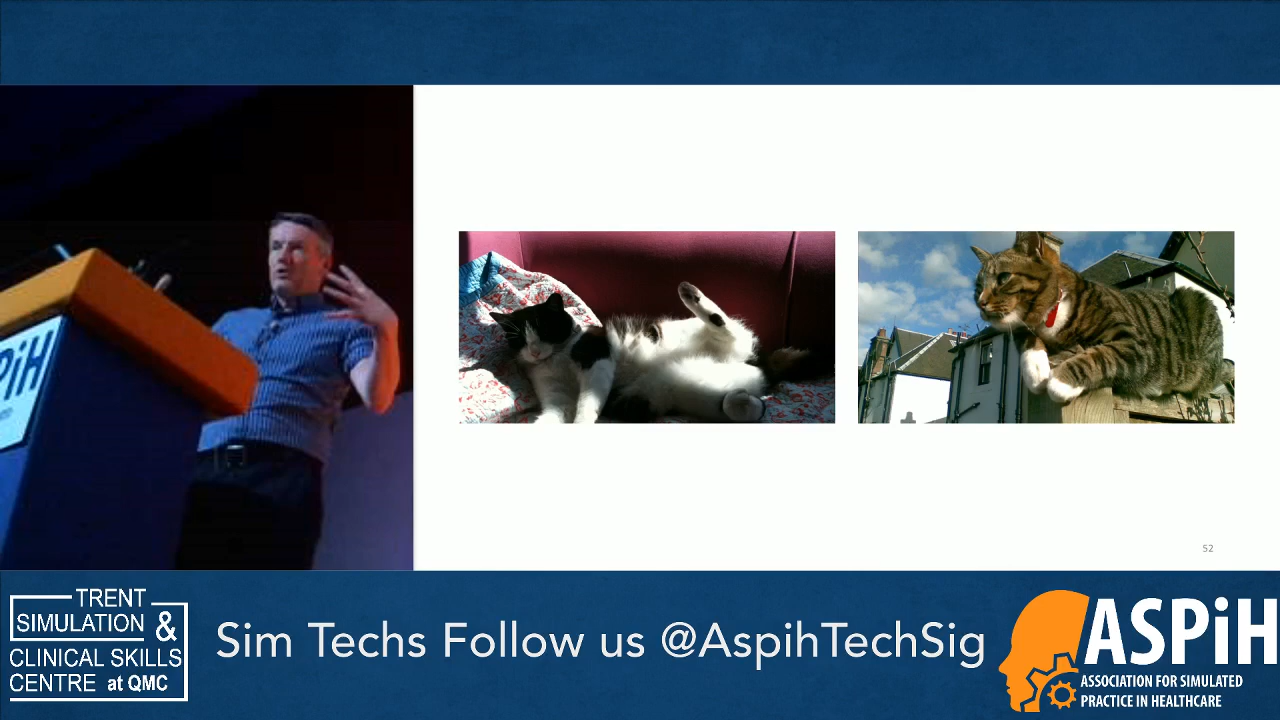 PiH
52
TRENT
SIMULATION &
CLINICAL SKILLS
CENTRE at QMC
Sim Techs Follow us @AspihTechSig
ASPiH
ASSOCIATION FOR SIMULATED
PRACTICE IN HEALTHCARE